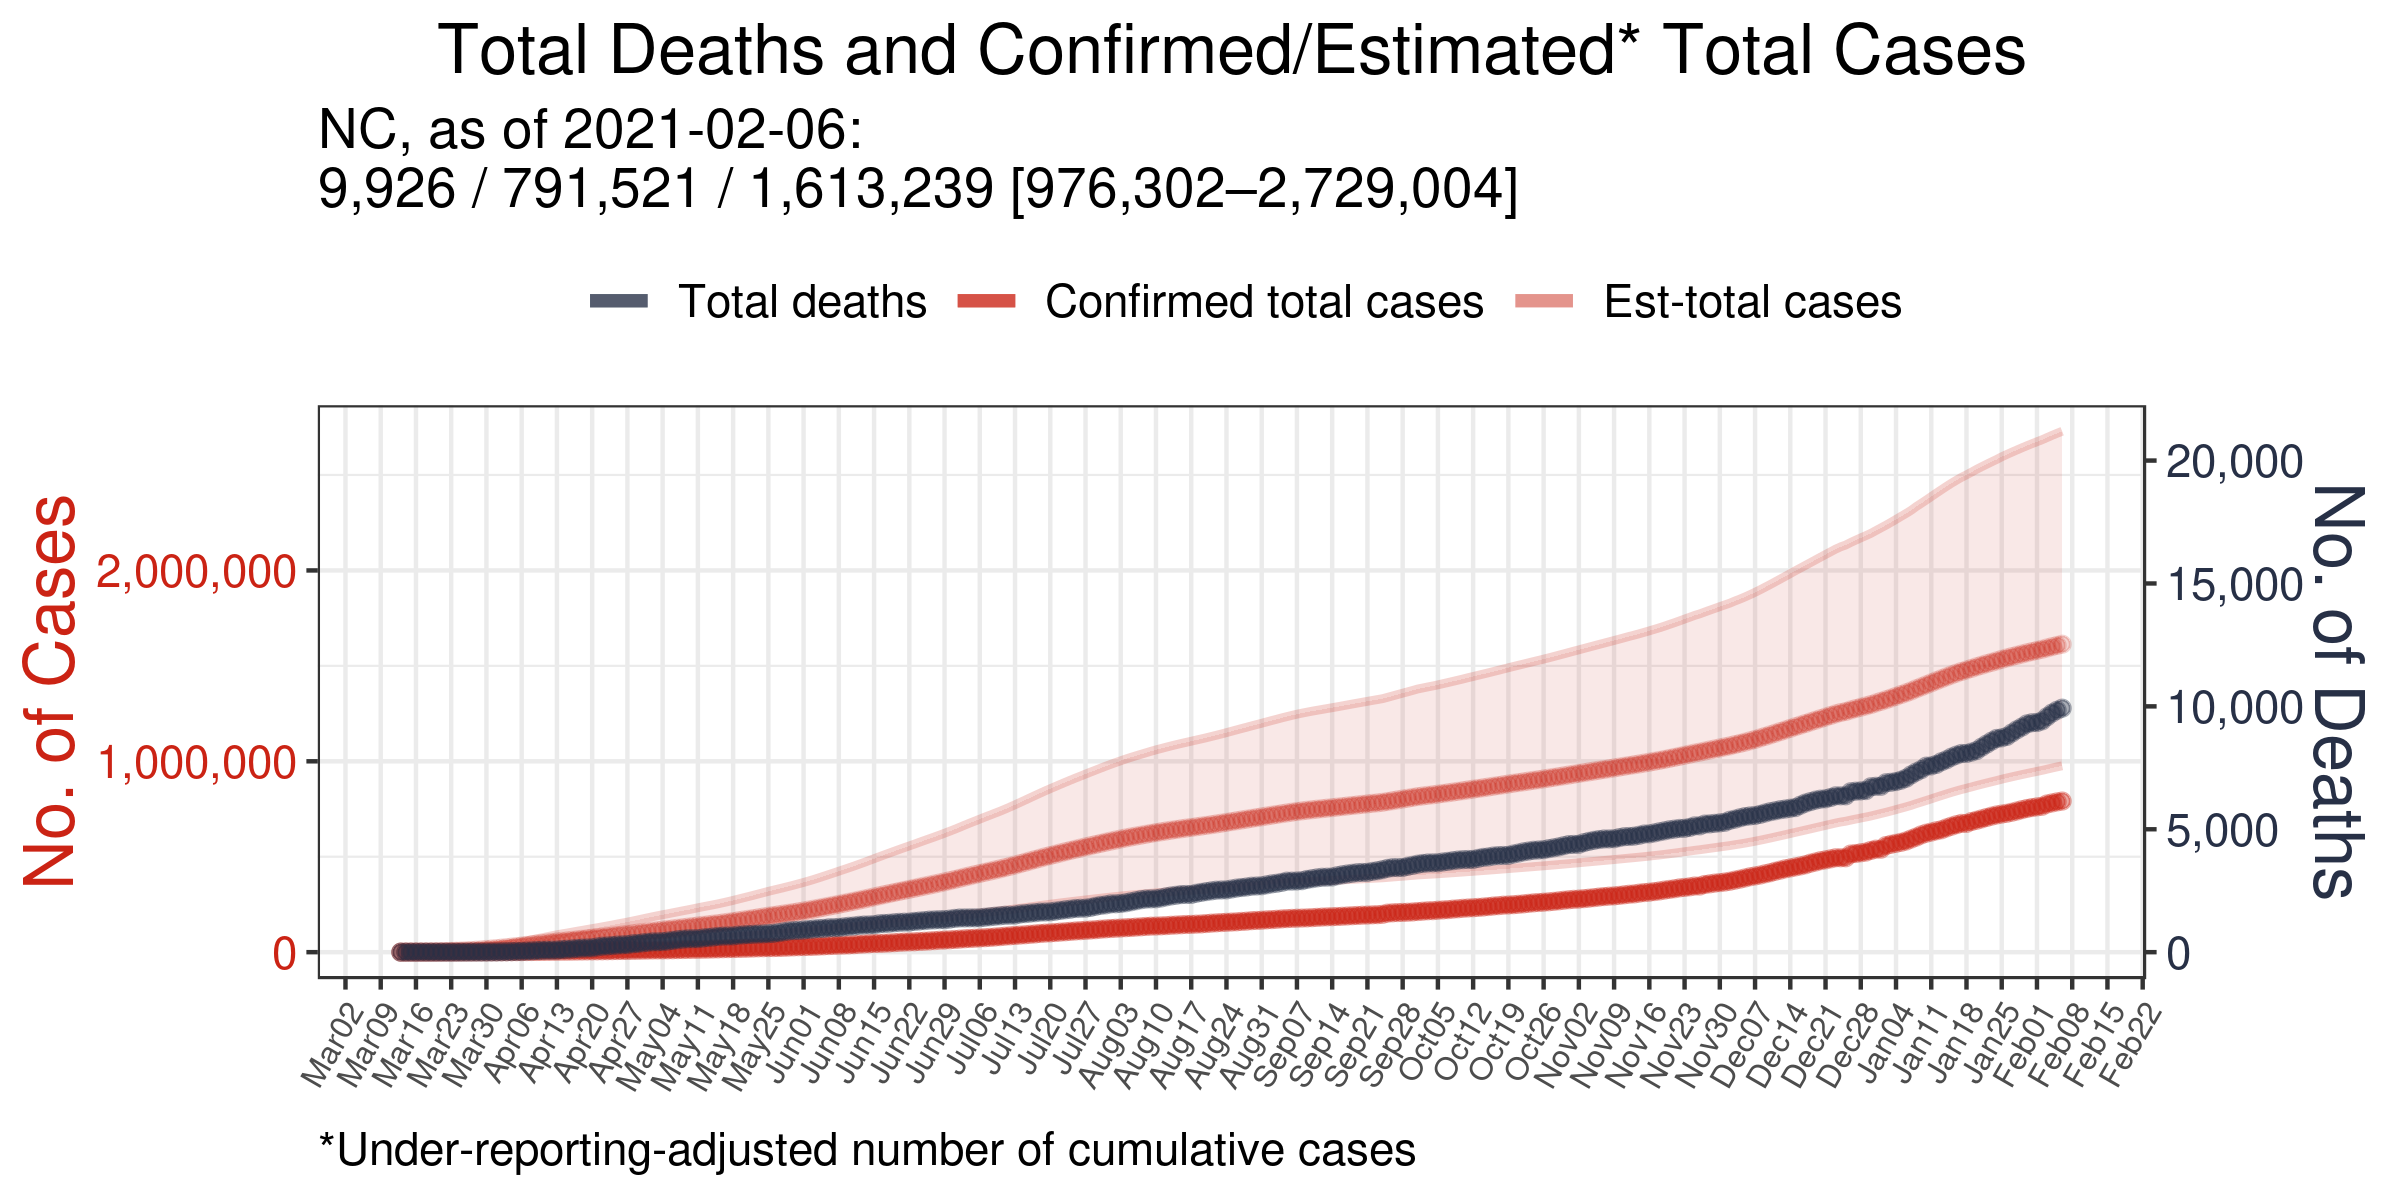 Total Deaths and Confirmed/Estimated* Total Cases
NC, as of 2021-02-06:
9,926 / 791,521 / 1,613,239 [976,302–2,729,004]
Total deaths
Confirmed total cases
Est-total cases
No. of Cases
2,000,000
1,000,000
0
20,000
15,000
10,000
5,000
0
No. of Deaths
Mar02
Mar09
Mar16
Mar23
Mar30
Apr06
Apr13
Apr20
Apr27
May04
May11
May18
May25
Jun01
Jun08
Jun15
Jun22
Jun29
Jul06
Jul13
Jul20
Jul27
Aug03
Aug10
Aug17
Aug24
Aug31
Sep07
Sep14
Sep21
Sep28
Oct05
Oct12
Oct19
Oct26
Nov02
Nov09
Nov16
Nov23
Nov30
Dec07
Dec14
Dec21
Dec28
Jan04
Jan11
Jan18
Jan25
Feb01
Feb08
Feb15
Feb22
*Under-reporting-adjusted number of cumulative cases